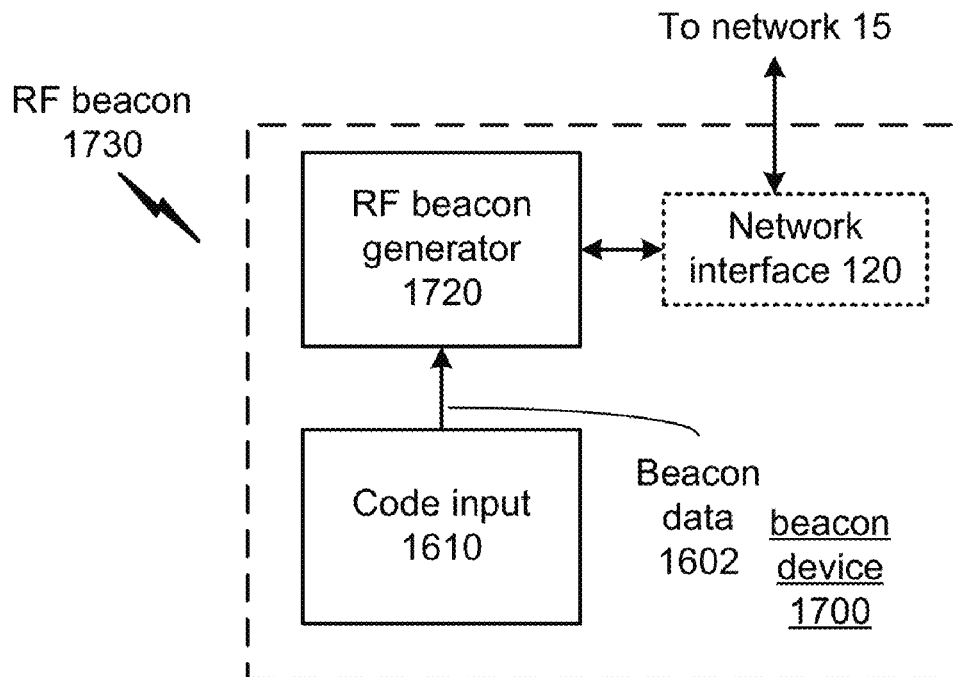 To network 15
RF beacon
1730
RF beacon
generator
1720
Network
interface 120
Code input
1610
Beacon
data
1602
beacon
device
1700